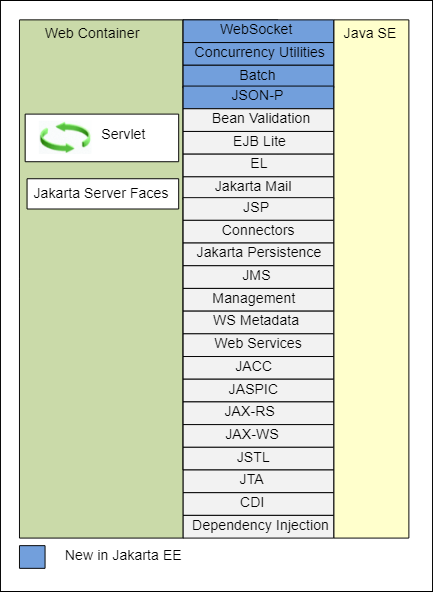 Web Container
WebSocket
Java SE
Concurrency Utilities
Batch
JSON-P
Bean Validation
Servlet
EJB Lite
EL
Jakarta Server Faces
Jakarta Mail
JSP
Connectors
Jakarta Persistence
JMS
Management
WS Metadata
Web Services
JACC
JASPIC
JAX-RS
JAX-WS
JSTL
JTA
CDI
Dependency Injection
New in Jakarta EE